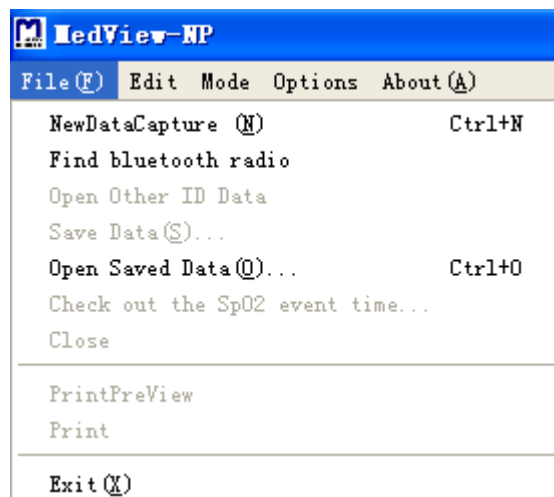 MedView-NP
File(F) Edit Mode Options About(A)
NewDataCapture (N) Ctrl+N
Find bluetooth radio
Open Other ID Data
Save Data(S)...
Open Saved Data(O)... Ctrl+O
Check out the SpO2 event time...
Close
PrintPreView
Print
Exit(X)